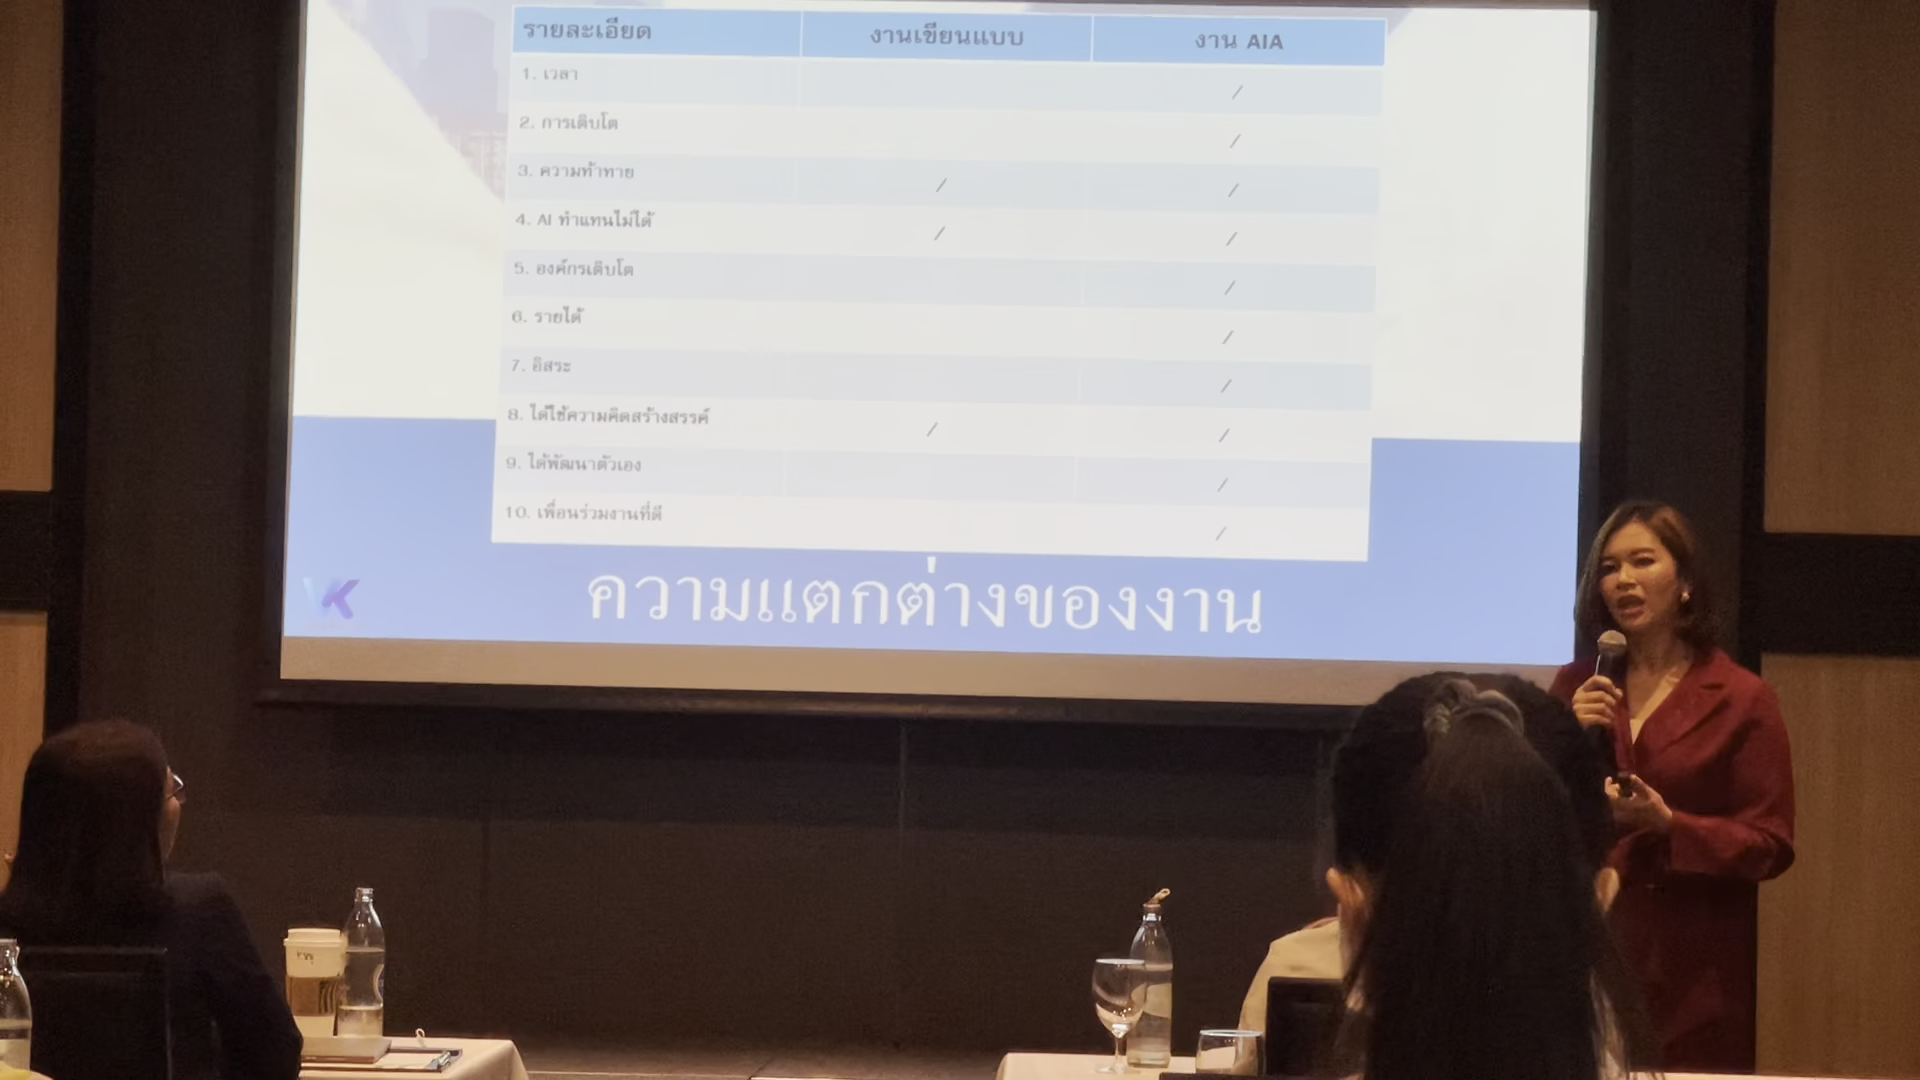 รายละเอียด งานเขียนแบบ งาน AIA
1. เวลา /
2. การเติบโต /
3. ความท้าทาย / /
4. AI ทำแทนไม่ได้ / /
5. องค์กรเติบโต /
6. รายได้ /
7. อิสระ /
8. ได้ใช้ความคิดสร้างสรรค์ / /
9. ได้พัฒนาตัวเอง /
10. เพื่อนร่วมงานที่ดี /
ความแตกต่างของงาน
VK